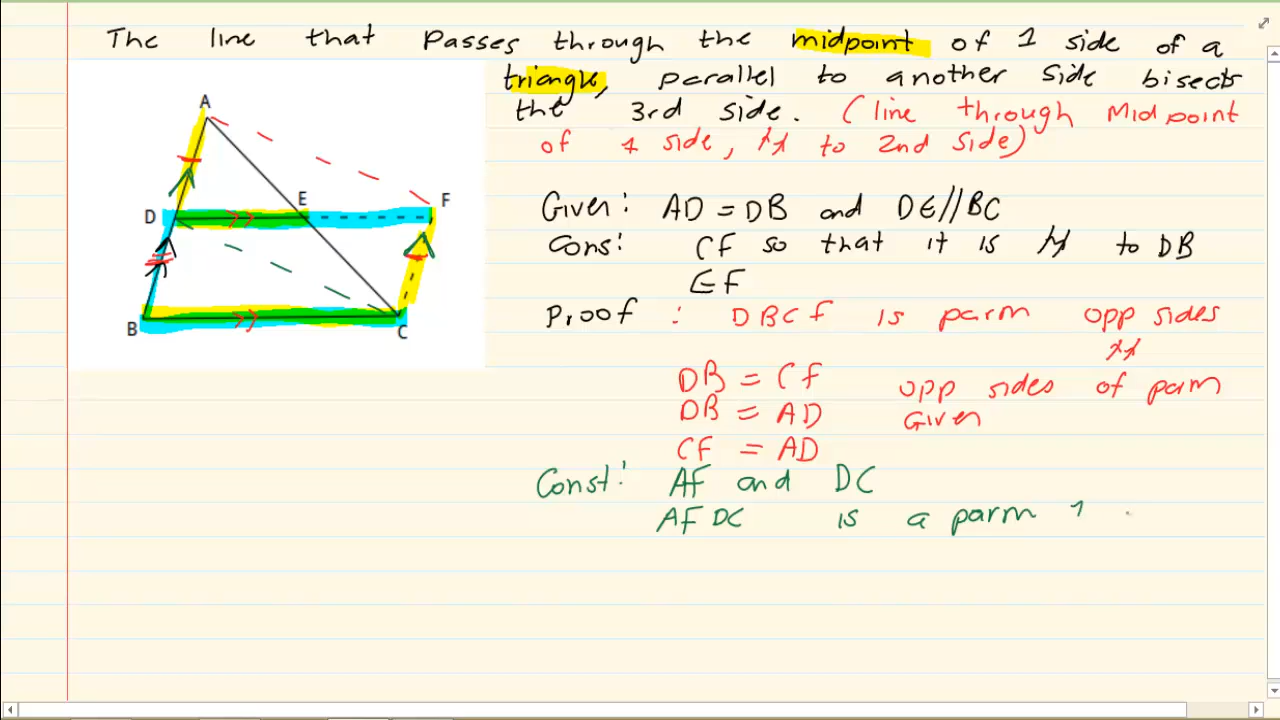 The line that passes through the midpoint of 1 side of a
triangle, parallel to another side bisects
the 3rd side. (line through Midpoint
of 1 side, // to 2nd side)
A
D
E
F
B
C
Given: AD = DB and DE//BC
Cons: CF so that it is // to DB
EF
Proof : DBCF is parm opp sides
//
DB = CF opp sides of parm
DB = AD Given
CF = AD
Const: AF and DC
AFDC is a parm 1